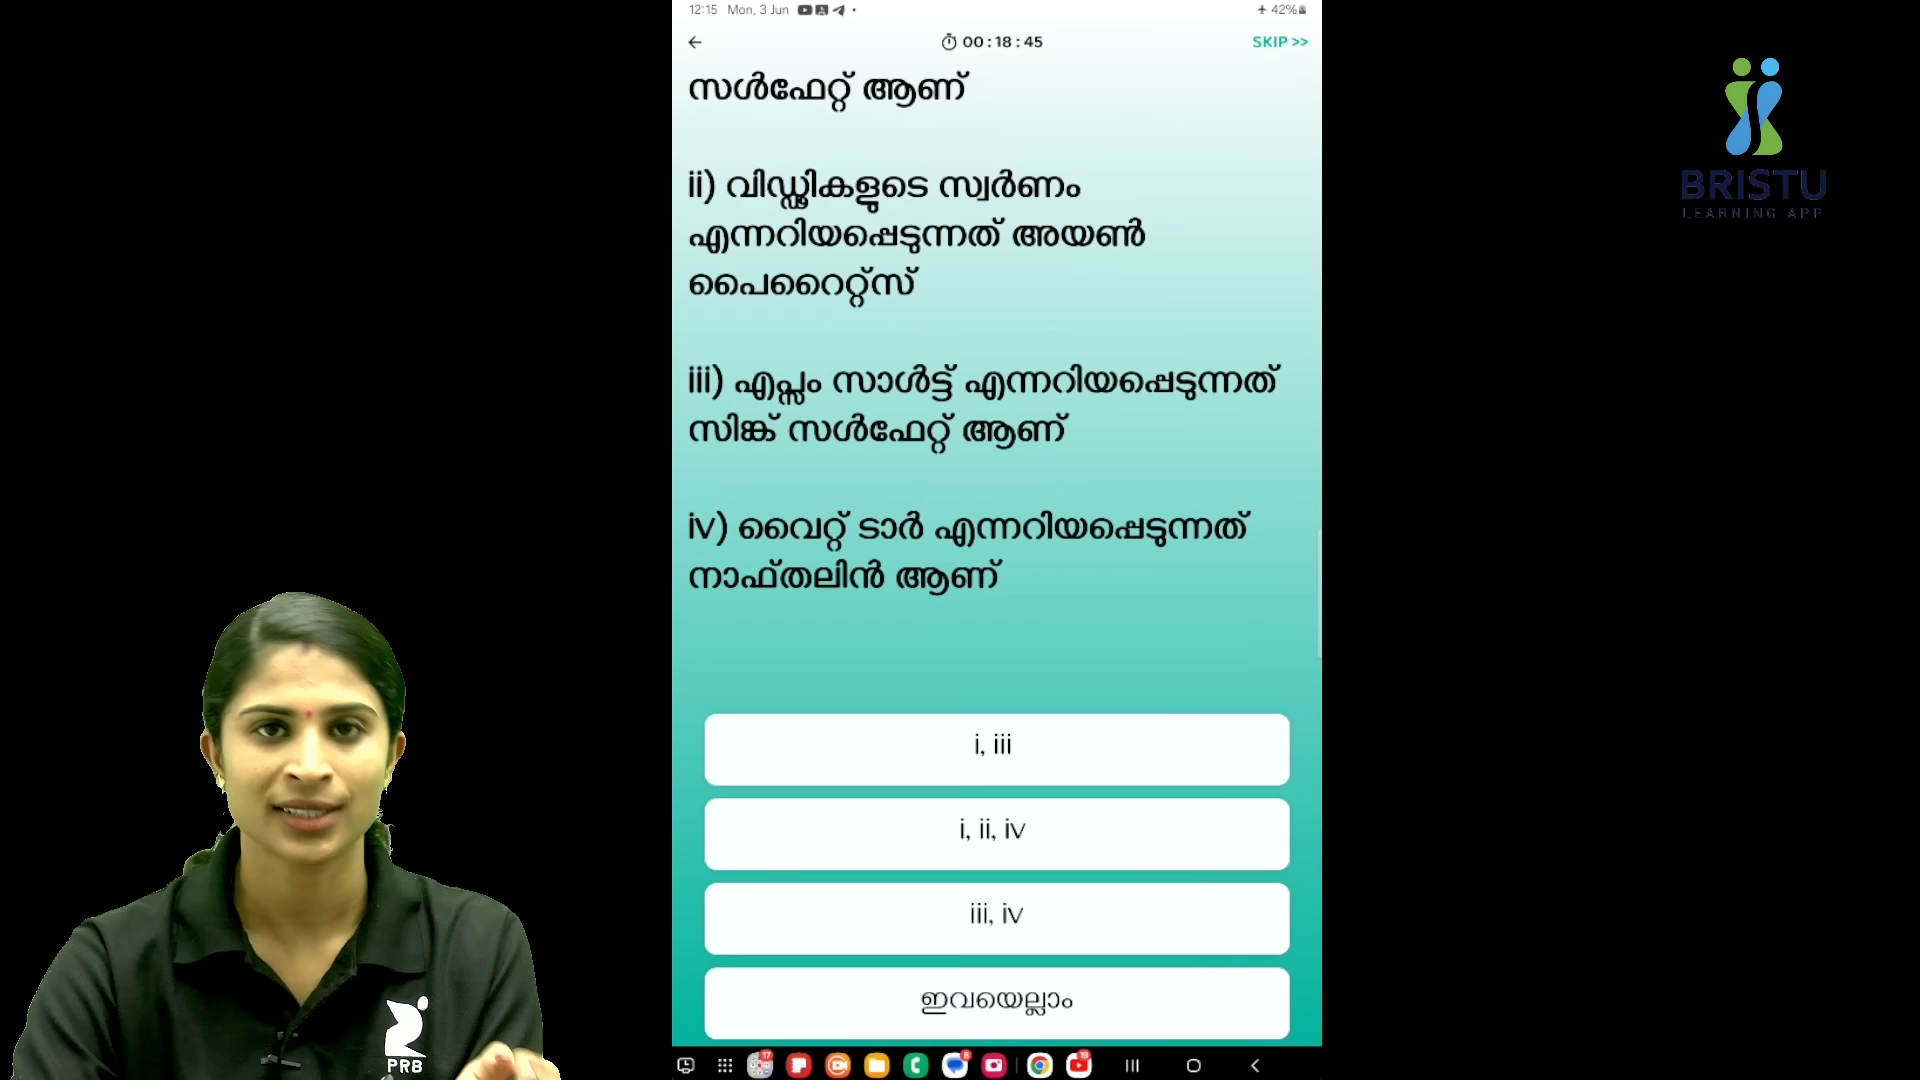 12:15 Mon, 3 Jun
42%
00 : 18 : 45
SKIP >>
സൾഫേറ്റ് ആണ്
ii) വിഡ്ഢികളുടെ സ്വർണം
എന്നറിയപ്പെടുന്നത് അയൺ
പൈറൈറ്റ്സ്
iii) എപ്സം സാൾട്ട് എന്നറിയപ്പെടുന്നത്
സിങ്ക് സൾഫേറ്റ് ആണ്
iv) വൈറ്റ് ടാർ എന്നറിയപ്പെടുന്നത്
നാഫ്തലിൻ ആണ്
i, iii
i, ii, iv
iii, iv
ഇവയെല്ലാം
BRISTU
LEARNING APP
PRB